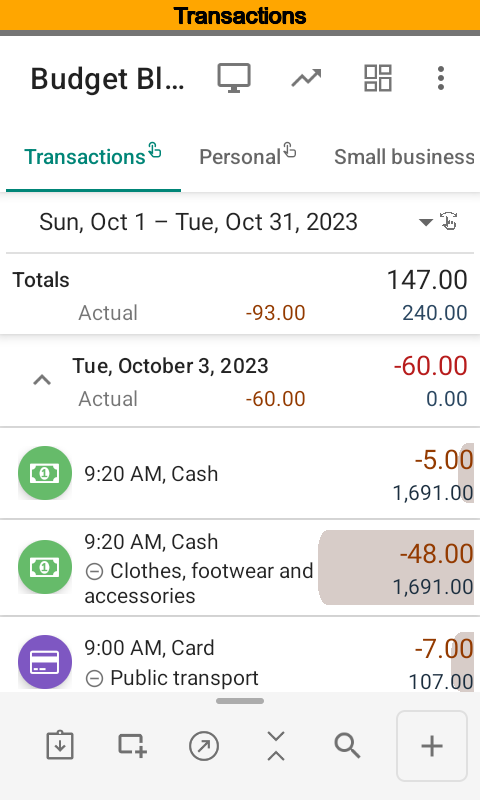 Transactions
Budget Bl...
Transactions Personal Small business
Sun, Oct 1 – Tue, Oct 31, 2023
Totals 147.00
Actual -93.00 240.00
Tue, October 3, 2023 -60.00
Actual -60.00 0.00
9:20 AM, Cash -5.00
1,691.00
9:20 AM, Cash -48.00
Clothes, footwear and
accessories
1,691.00
9:00 AM, Card -7.00
Public transport 107.00